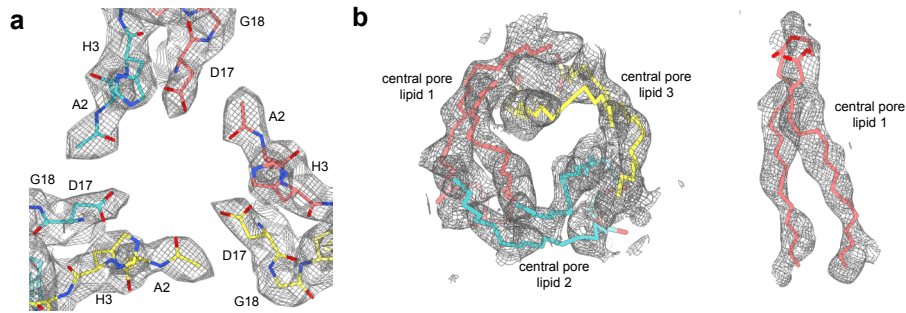 a
G18
H3
D17
A2
A2
H3
G18
D17
D17
H3
A2
G18
b
central pore
lipid 1
central pore
lipid 3
central pore
lipid 2
central pore
lipid 1